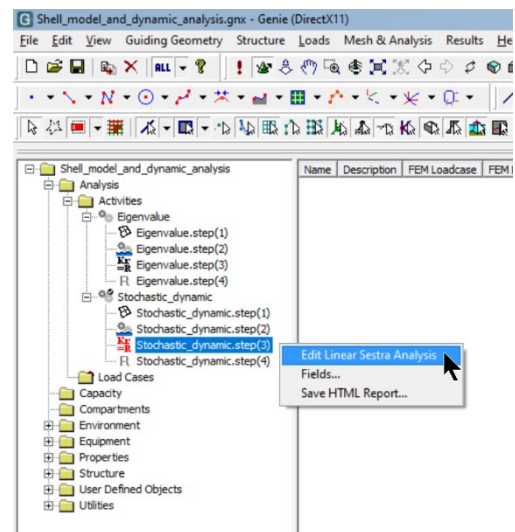 Shell_model_and_dynamic_analysis.gnx - Genie (DirectX11)
File Edit View Guiding Geometry Structure Loads Mesh & Analysis Results
ALL
Shell_model_and_dynamic_analysis
Name Description FEM Loadcase FEM
Analysis
Activities
Eigenvalue
Eigenvalue.step(1)
Eigenvalue.step(2)
Eigenvalue.step(3)
R Eigenvalue.step(4)
Stochastic_dynamic
Stochastic_dynamic.step(1)
Stochastic_dynamic.step(2)
Stochastic_dynamic.step(3)
R Stochastic_dynamic.step(4)
Edit Linear Sestra Analysis
Fields...
Save HTML Report...
Load Cases
Capacity
Compartments
Environment
Equipment
Properties
Structure
User Defined Objects
Utilities